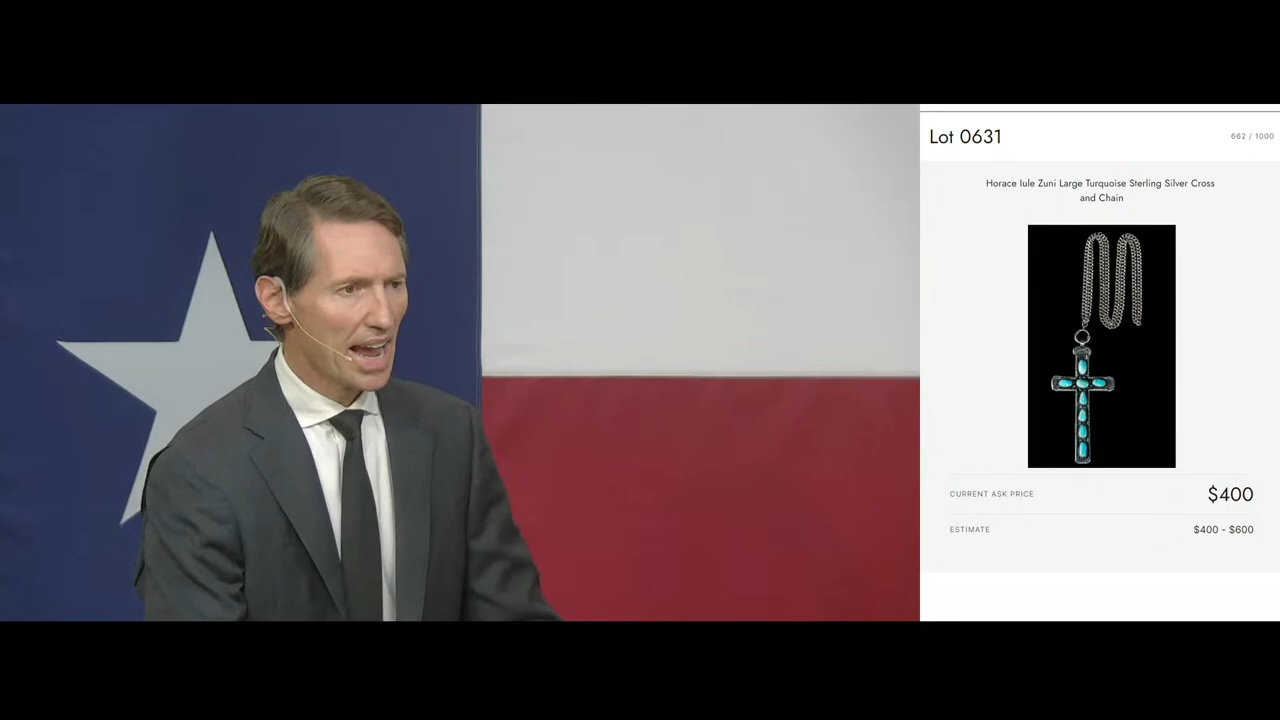 Lot 0631
662 / 1000
Horace Iule Zuni Large Turquoise Sterling Silver Cross
and Chain
CURRENT ASK PRICE
$400
ESTIMATE
$400 - $600